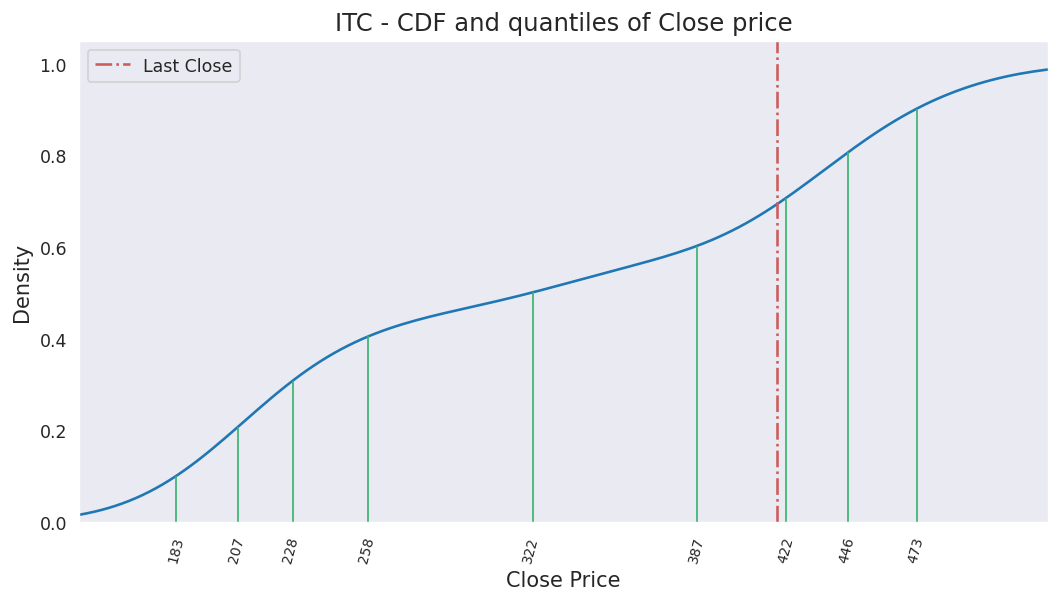 ITC - CDF and quantiles of Close price
Last Close
1.0
0.8
0.6
0.4
0.2
0.0
Density
183 207 228 258 322 387 422 446 473
Close Price